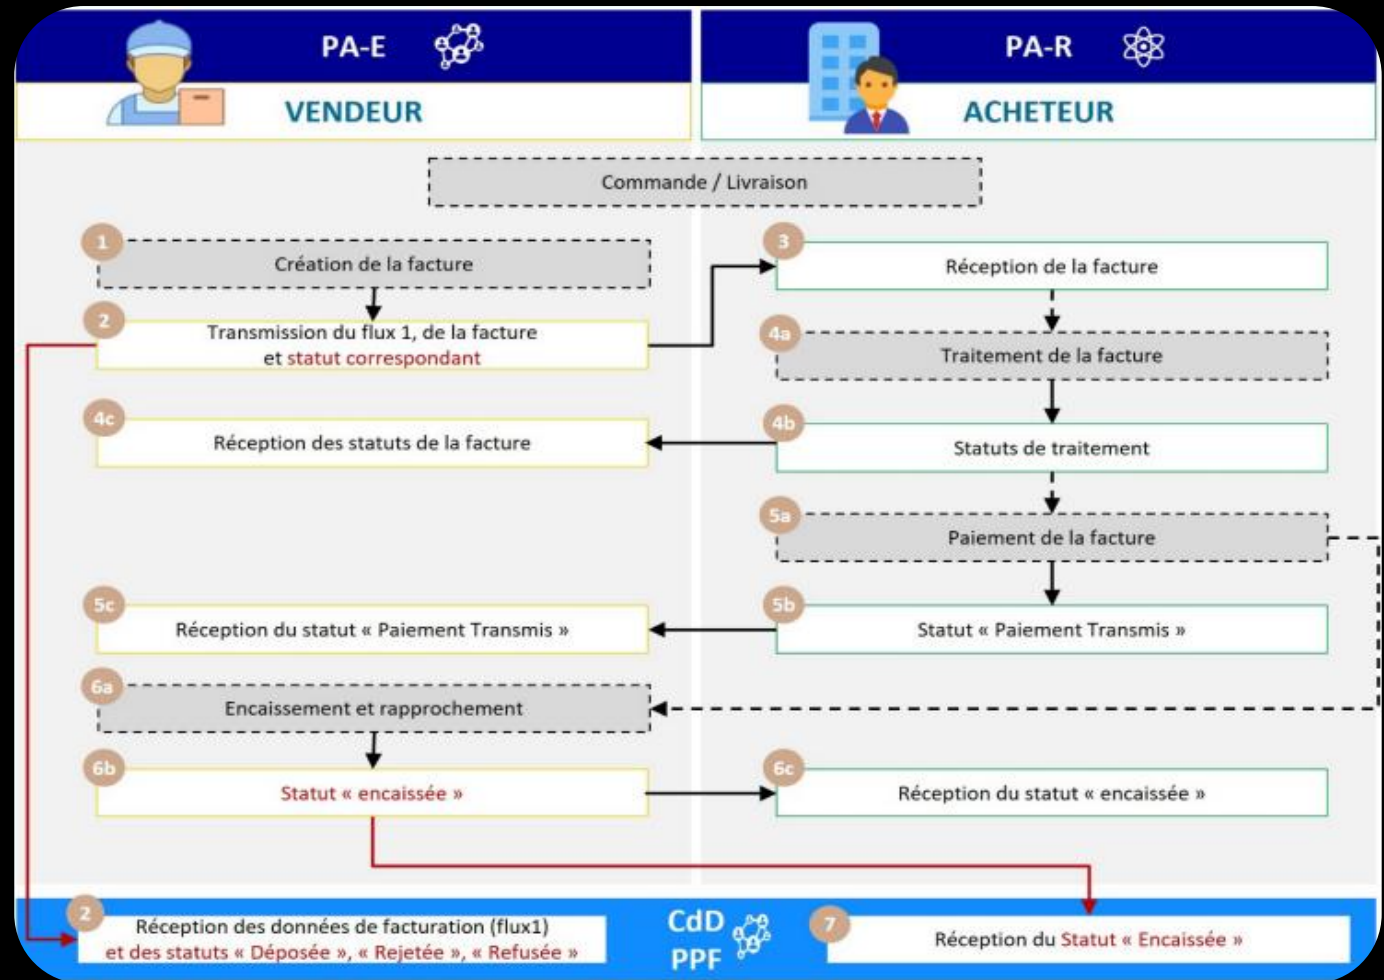 PA-E
PA-R
VENDEUR
ACHETEUR
Commande / Livraison
1
Création de la facture
3
Réception de la facture
2
Transmission du flux 1, de la facture
et statut correspondant
4a
Traitement de la facture
4c
Réception des statuts de la facture
4b
Statuts de traitement
5a
Paiement de la facture
5c
Réception du statut « Paiement Transmis »
5b
Statut « Paiement Transmis »
6a
Encaissement et rapprochement
6b
Statut « encaissée »
6c
Réception du statut « encaissée »
2
Réception des données de facturation (flux1)
et des statuts « Déposée », « Rejetée », « Refusée »
CdD
PPF
7
Réception du Statut « Encaissée »